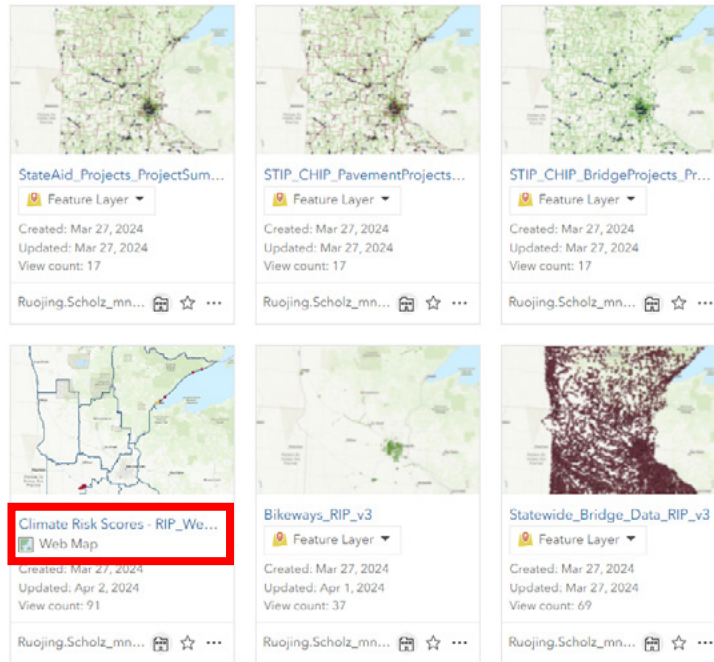 StateAid_Projects_ProjectSum...
Feature Layer
Created: Mar 27, 2024
Updated: Mar 27, 2024
View count: 17
Ruojing.Scholz_mn...
STIP_CHIP_PavementProjects...
Feature Layer
Created: Mar 27, 2024
Updated: Mar 27, 2024
View count: 17
Ruojing.Scholz_mn...
STIP_CHIP_BridgeProjects_Pr...
Feature Layer
Created: Mar 27, 2024
Updated: Mar 27, 2024
View count: 17
Ruojing.Scholz_mn...
Climate Risk Scores - RIP_We...
Web Map
Created: Mar 27, 2024
Updated: Apr 2, 2024
View count: 91
Ruojing.Scholz_mn...
Bikeways_RIP_v3
Feature Layer
Created: Mar 27, 2024
Updated: Apr 1, 2024
View count: 37
Ruojing.Scholz_mn...
Statewide_Bridge_Data_RIP_v3
Feature Layer
Created: Mar 27, 2024
Updated: Mar 27, 2024
View count: 69
Ruojing.Scholz_mn...